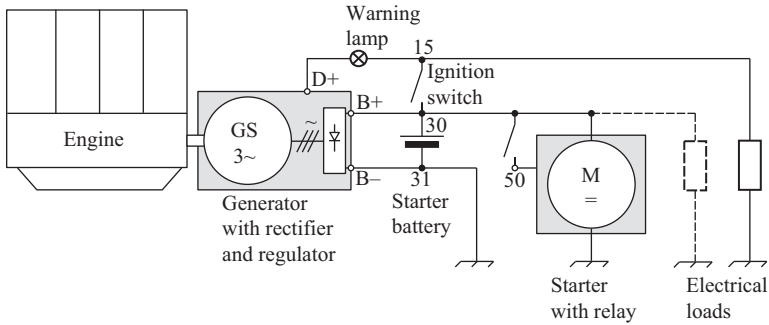 Warning
lamp
15
Ignition
switch
D+
B+
Engine
GS
3~
~
30
31
50
M
=
B–
Generator
with rectifier
and regulator
Starter
battery
Starter
with relay
Electrical
loads